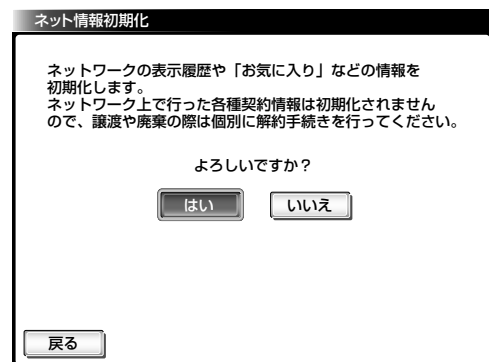 ネット情報初期化
ネットワークの表示履歴や「お気に入り」などの情報を
初期化します。
ネットワーク上で行った各種契約情報は初期化されません
ので、譲渡や廃棄の際は個別に解約手続きを行ってください。
よろしいですか？
はい いいえ
戻る